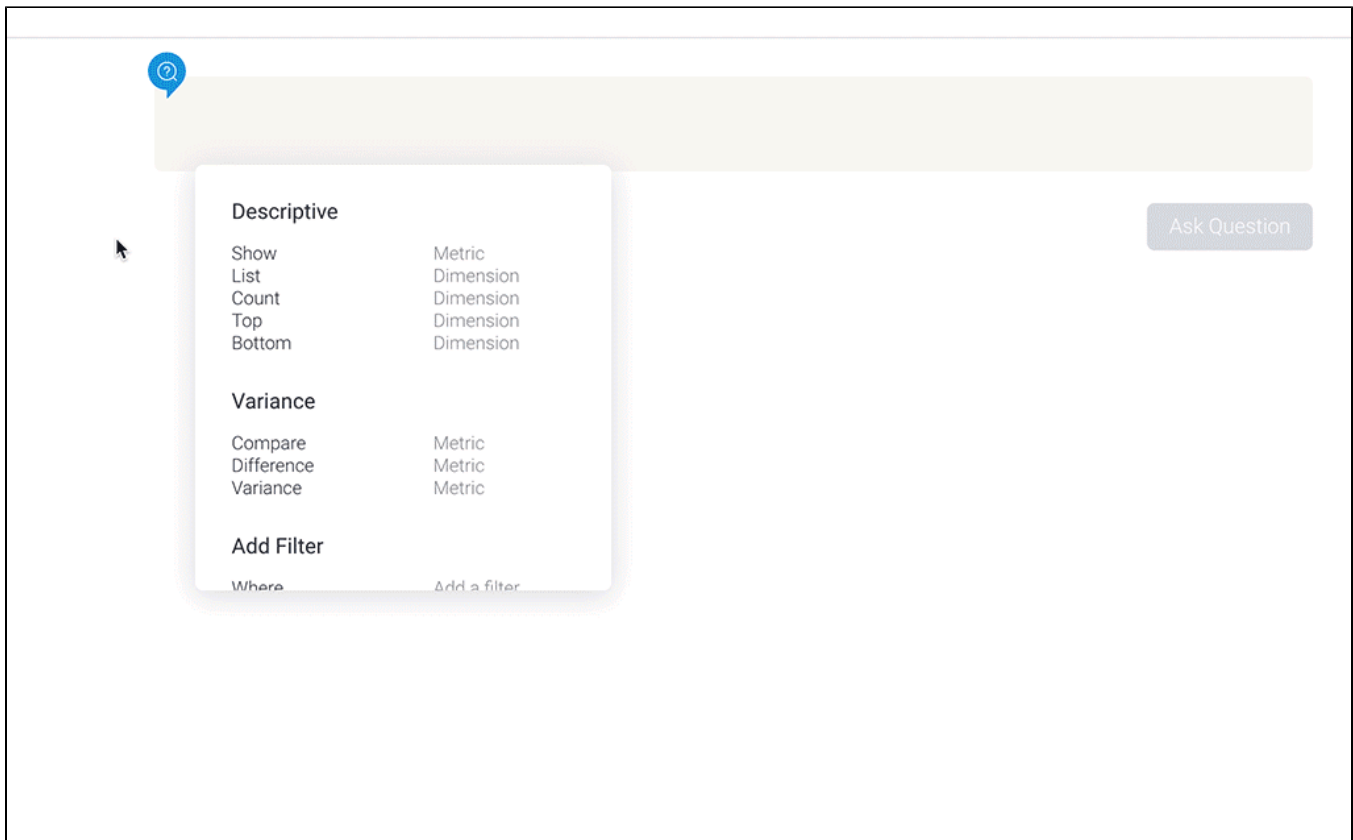 Descriptive
Show Metric
List Dimension
Count Dimension
Top Dimension
Bottom Dimension
Variance
Compare Metric
Difference Metric
Variance Metric
Add Filter
Where Add a filter
Ask Question